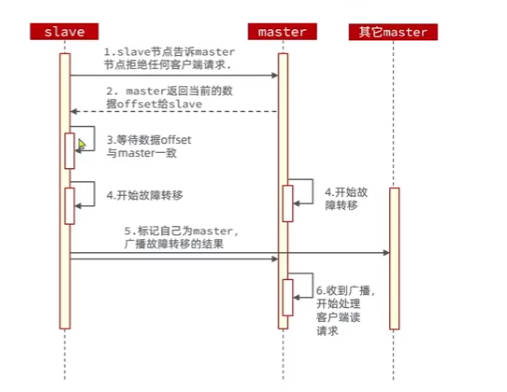 slave
master
其它master
1.slave节点告诉master
节点拒绝任何客户端请求.
2. master返回当前的数
据offset给slave
3.等待数据offset
与master一致
4.开始故障转移
4.开始故
障转移
5.标记自己为master，
广播故障转移的结果
6.收到广播，
开始处理
客户端读
请求